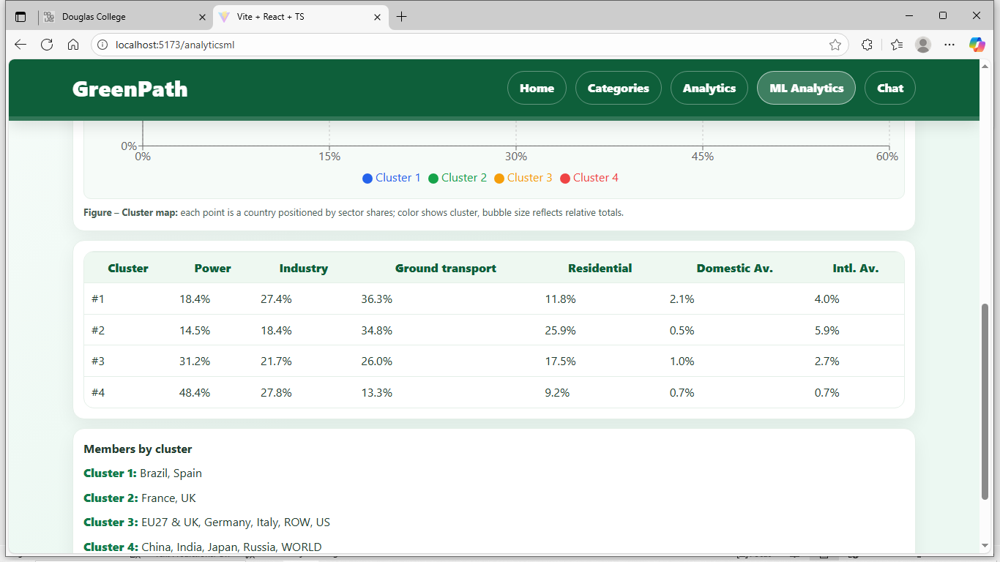 Douglas College
Vite + React + TS
localhost:5173/analyticsml
GreenPath
Home
Categories
Analytics
ML Analytics
Chat
0%
0% 15% 30% 45% 60%
Cluster 1 Cluster 2 Cluster 3 Cluster 4
Figure – Cluster map: each point is a country positioned by sector shares; color shows cluster, bubble size reflects relative totals.
Cluster Power Industry Ground transport Residential Domestic Av. Intl. Av.
#1 18.4% 27.4% 36.3% 11.8% 2.1% 4.0%
#2 14.5% 18.4% 34.8% 25.9% 0.5% 5.9%
#3 31.2% 21.7% 26.0% 17.5% 1.0% 2.7%
#4 48.4% 27.8% 13.3% 9.2% 0.7% 0.7%
Members by cluster
Cluster 1: Brazil, Spain
Cluster 2: France, UK
Cluster 3: EU27 & UK, Germany, Italy, ROW, US
Cluster 4: China, India, Japan, Russia, WORLD